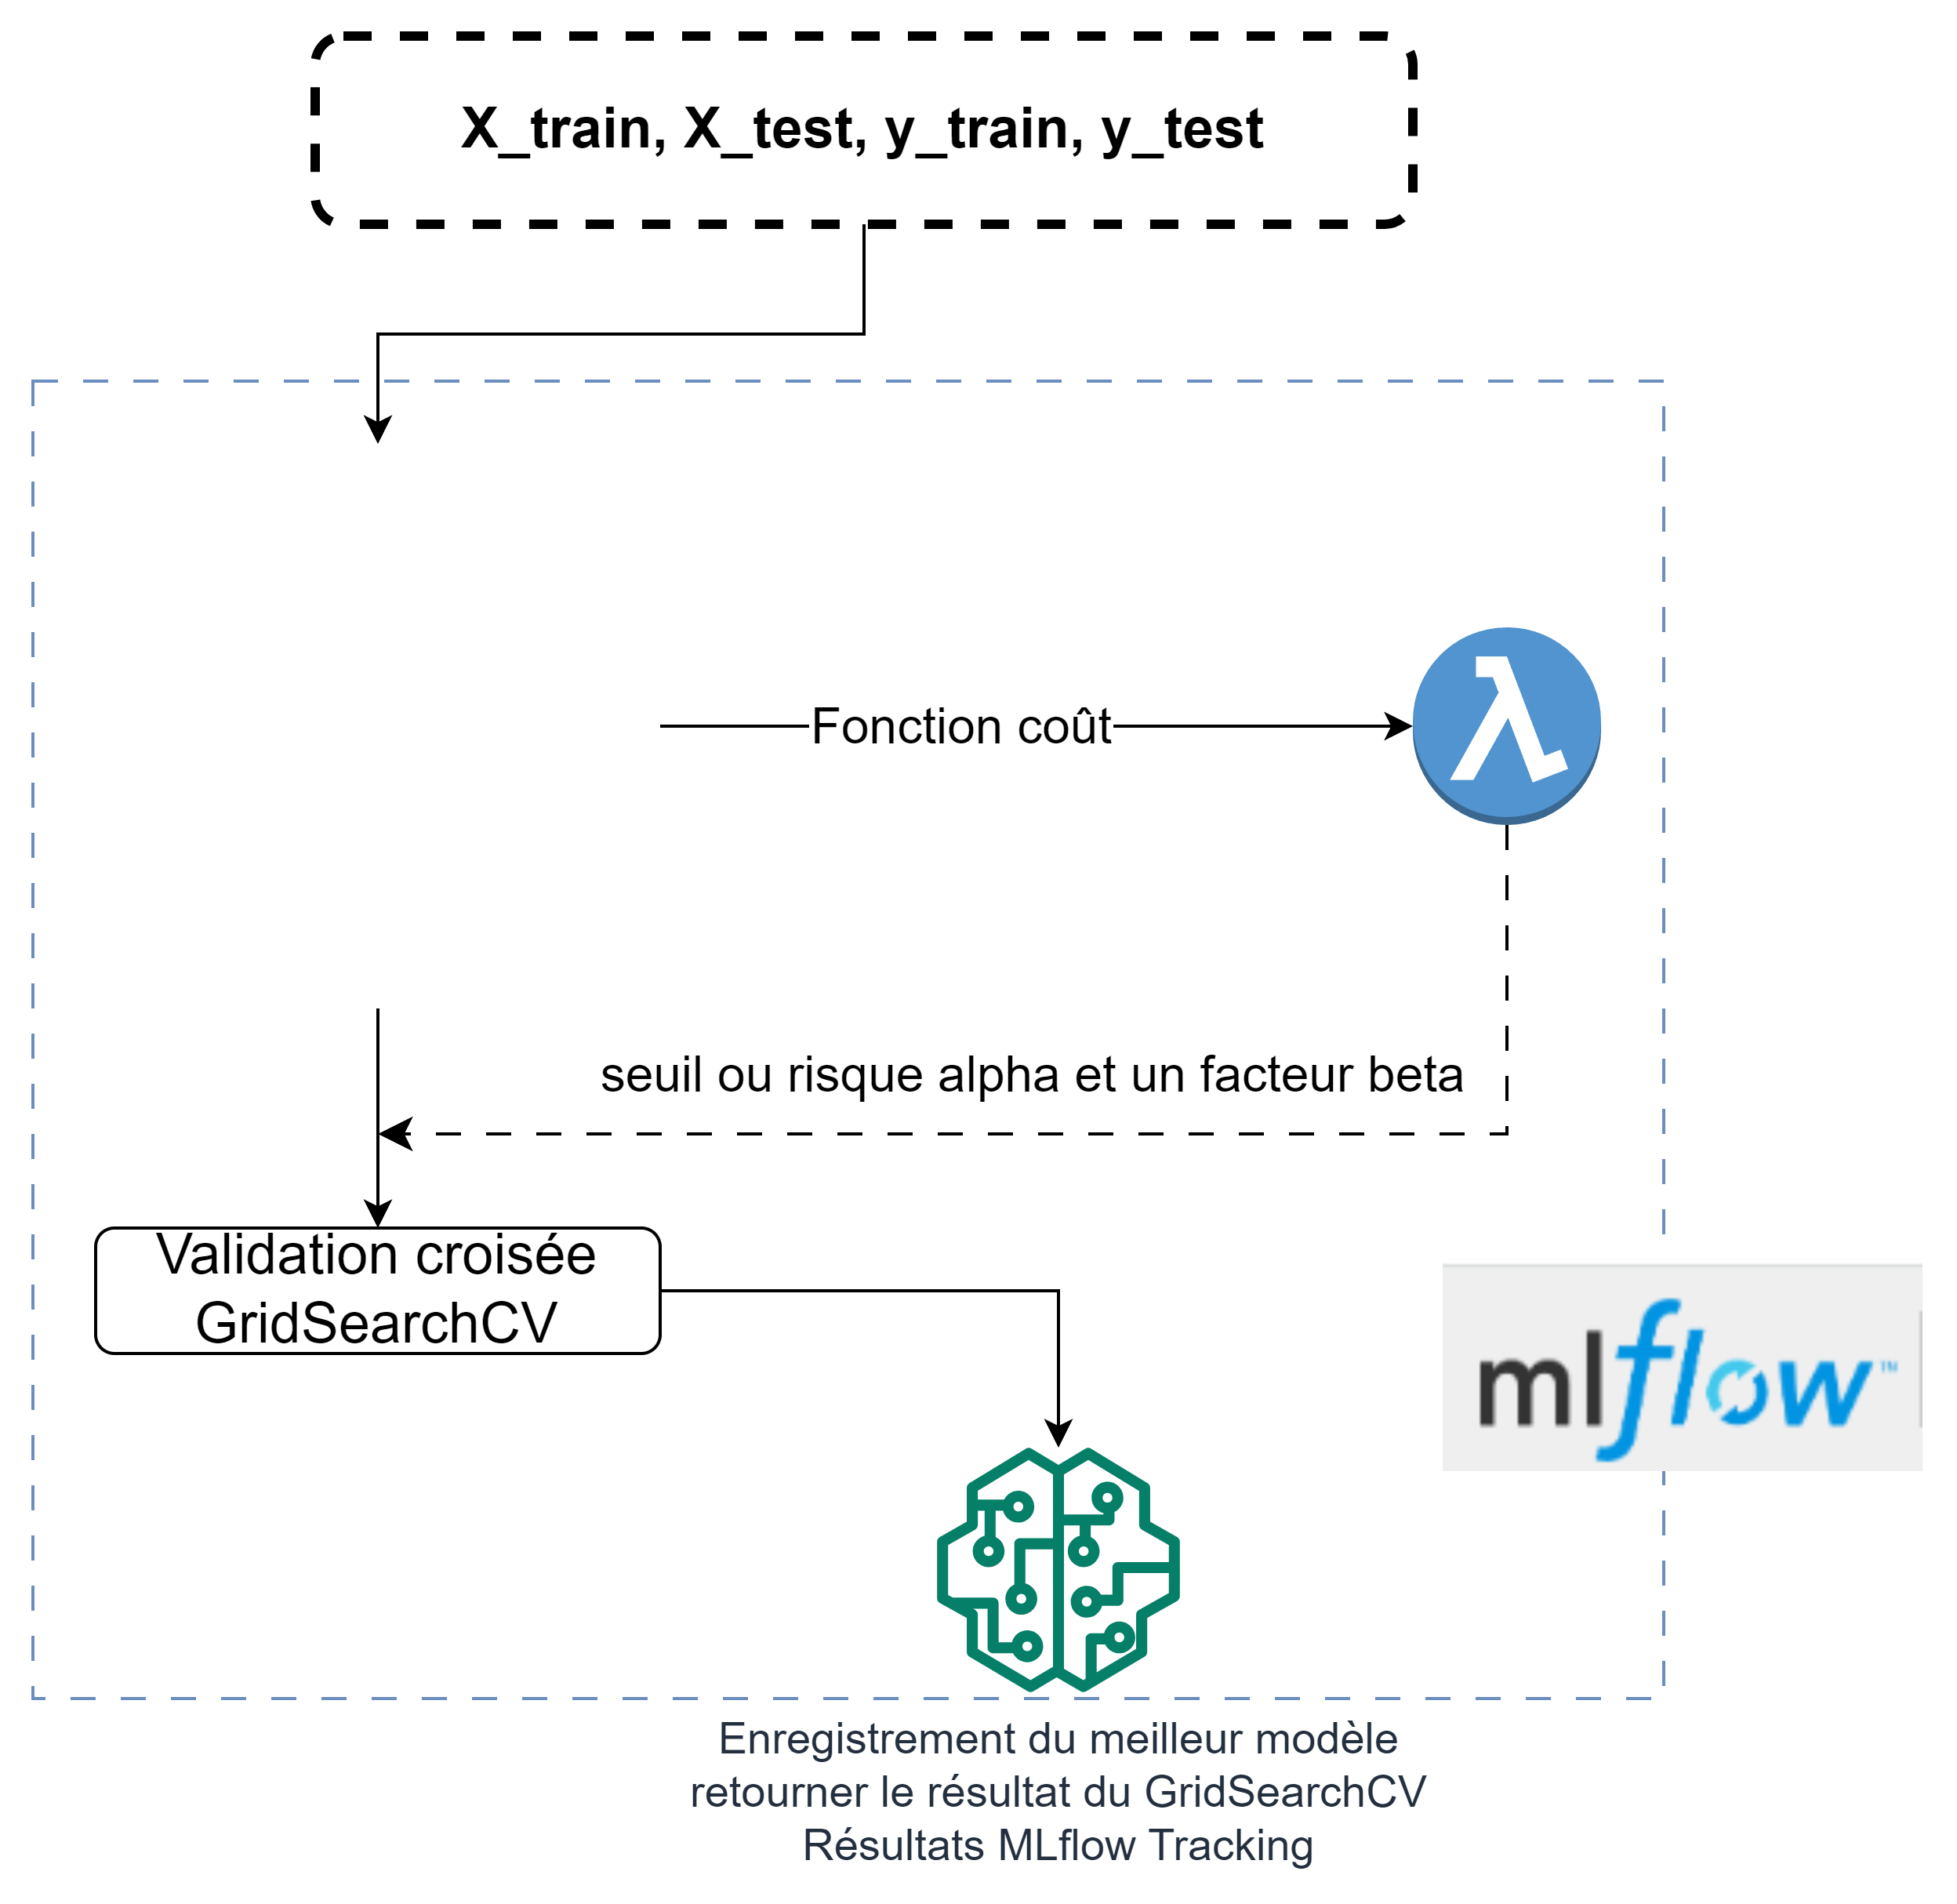 X_train, X_test, y_train, y_test
Fonction coût
seuil ou risque alpha et un facteur beta
Validation croisée
GridSearchCV
mlflow™
Enregistrement du meilleur modèle
retourner le résultat du GridSearchCV
Résultats MLflow Tracking